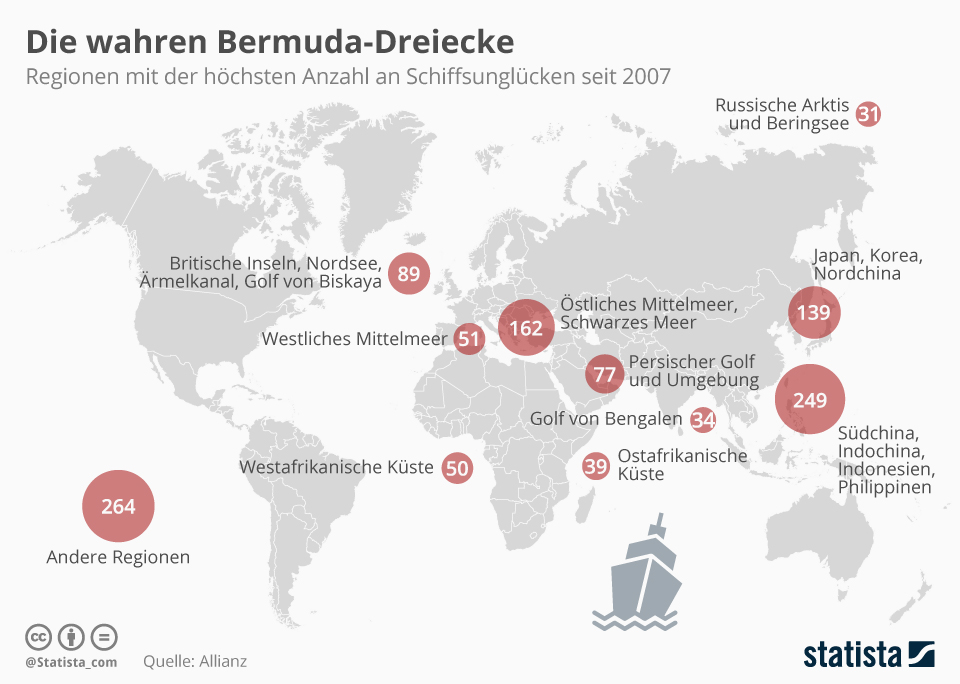 Die wahren Bermuda-Dreiecke
Regionen mit der höchsten Anzahl an Schiffsunglücken seit 2007
Russische Arktis
und Beringsee
31
Britische Inseln, Nordsee,
Ärmelkanal, Golf von Biskaya
89
Japan, Korea,
Nordchina
139
Östliches Mittelmeer,
Schwarzes Meer
162
Westliches Mittelmeer
51
Persischer Golf
und Umgebung
77
249
Südchina,
Indochina,
Indonesien,
Philippinen
Golf von Bengalen
34
Westafrikanische Küste
50
39
Ostafrikanische
Küste
264
Andere Regionen
cc
@Statista_com
Quelle: Allianz
statista